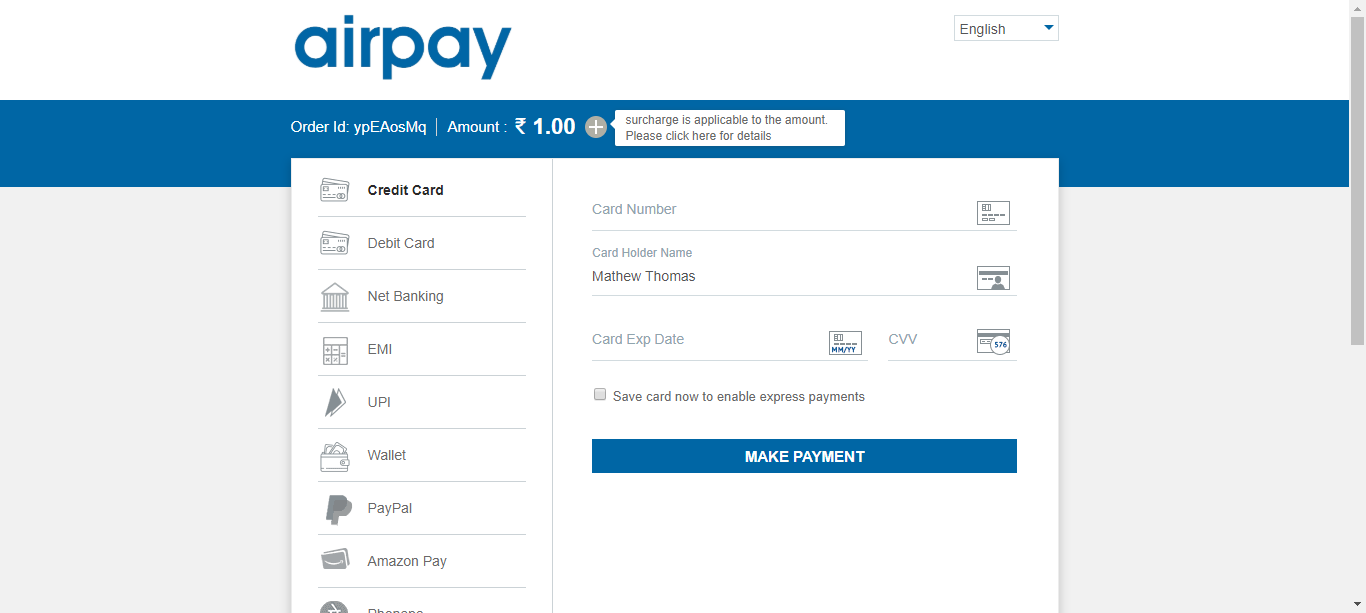 airpay
English
Order Id: ypEAosMq | Amount : ₹ 1.00
surcharge is applicable to the amount.
Please click here for details
Credit Card
Debit Card
Net Banking
EMI
UPI
Wallet
PayPal
Amazon Pay
Phonepe
Card Number
Card Holder Name
Mathew Thomas
Card Exp Date
MM/YY
CVV
576
Save card now to enable express payments
MAKE PAYMENT